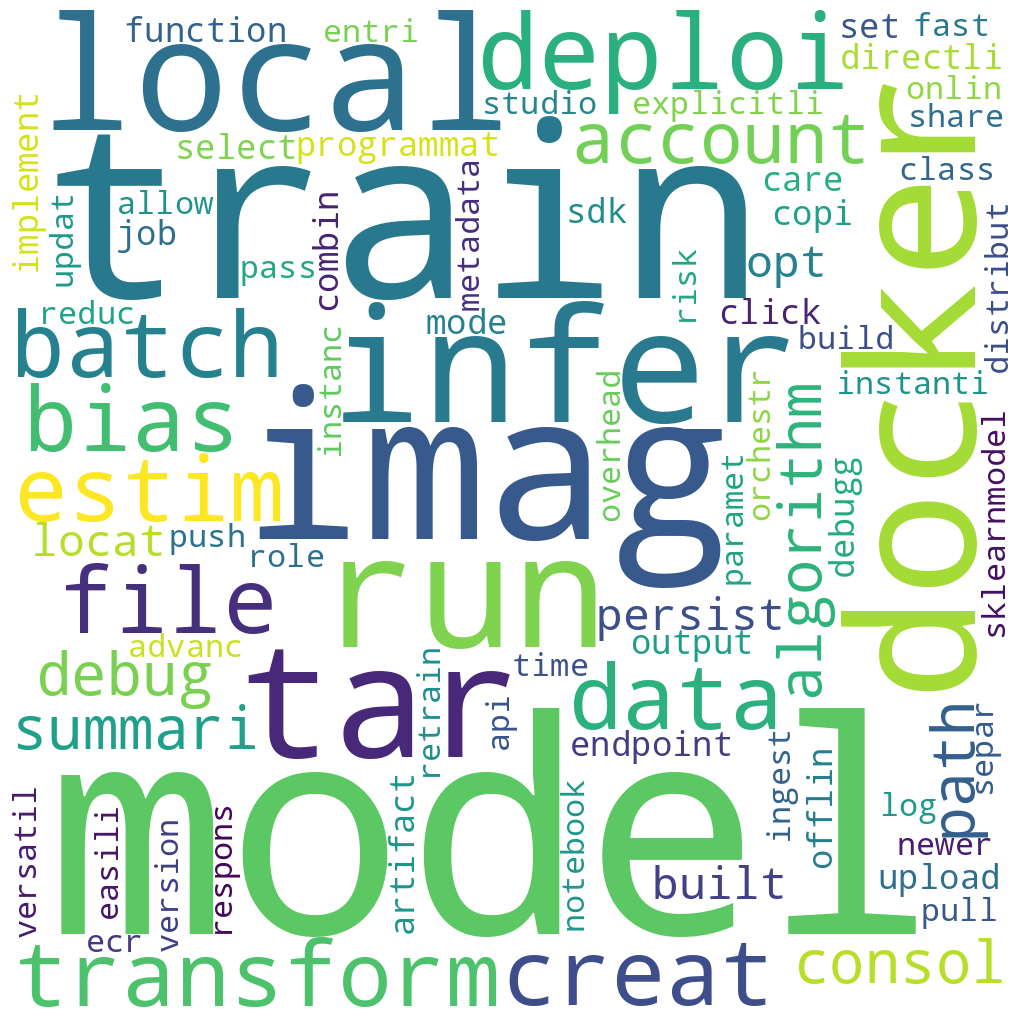 function
entri
local
deploi
set
fast
directli
onlin
studio
explicitli
share
implement
select
programmat
account
class
train
docker
updat
allow
job
metadata
sdk
care
copi
combin
pass
risk
opt
distribut
reduc
mode
click
batch
infer
build
instanc
instanti
bias
imag
overhead
orchestr
algorithm
estim
paramet
debugg
sklearnmodel
locat
push
role
file
run
persist
advanc
output
debug
tar
time
data
retrain
api
summari
endpoint
path
separ
model
ingest
offlin
log
versatil
easili
version
respons
artifact
notebook
built
newer
upload
pull
ecr
transform
creat
consol